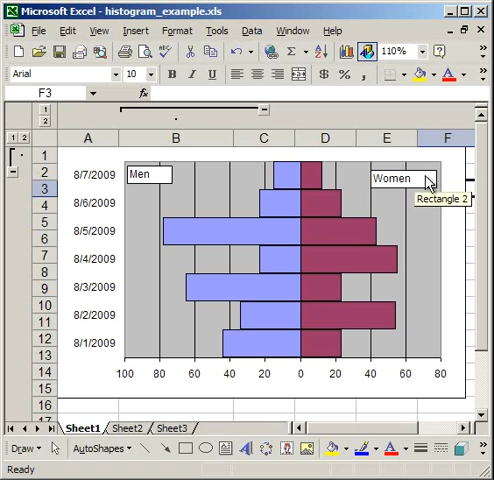 Microsoft Excel - histogram_example.xls
File Edit View Insert Format Tools Data Window Help
Σ 110%
Arial 10 B I U $ %
F3 fx
1
2
1 2 A B C D E F
1
2
3
4
5
6
7
8
9
10
11
12
13
14
15
16
17
Men
Women
Rectangle 2
8/7/2009
8/6/2009
8/5/2009
8/4/2009
8/3/2009
8/2/2009
8/1/2009
100 80 60 40 20 0 20 40 60 80
Sheet1 Sheet2 Sheet3
Draw AutoShapes A A
Ready